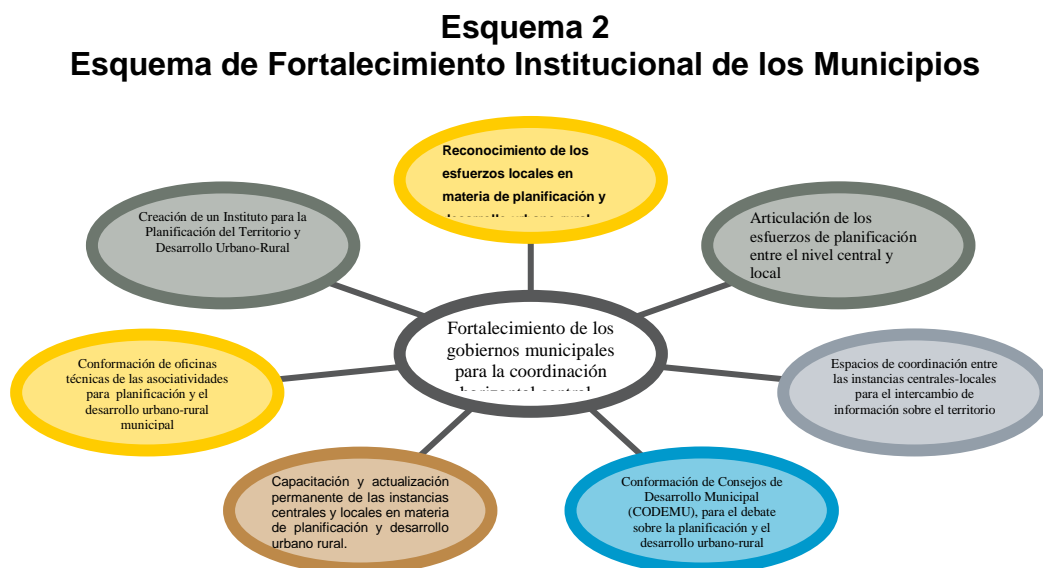 Esquema 2
Esquema de Fortalecimiento Institucional de los Municipios
Reconocimiento de los
esfuerzos locales en
materia de planificación y
desarrollo urbano rural
Creación de un Instituto para la
Planificación del Territorio y
Desarrollo Urbano-Rural
Articulación de los
esfuerzos de planificación
entre el nivel central y
local
Fortalecimiento de los
gobiernos municipales
para la coordinación
horizontal central
Conformación de oficinas
técnicas de las asociatividades
para planificación y el
desarrollo urbano-rural
municipal
Espacios de coordinación entre
las instancias centrales-locales
para el intercambio de
información sobre el territorio
Capacitación y actualización
permanente de las instancias
centrales y locales en materia
de planificación y desarrollo
urbano rural.
Conformación de Consejos de
Desarrollo Municipal
(CODEMU), para el debate
sobre la planificación y el
desarrollo urbano-rural